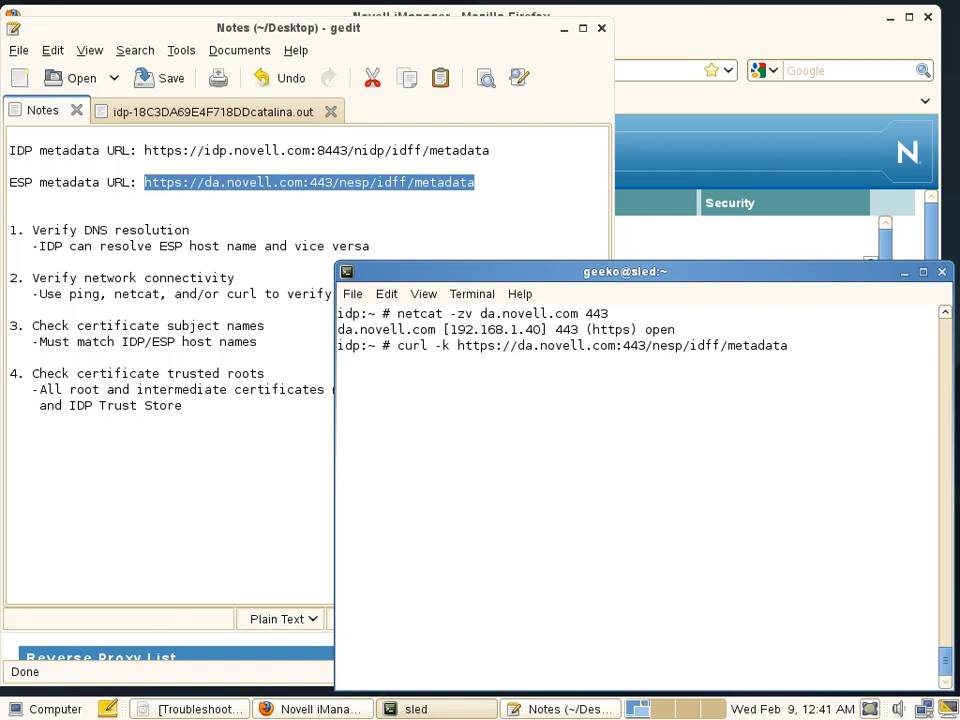 Novell iManager - Mozilla Firefox
Notes (~/Desktop) - gedit
File Edit View Search Tools Documents Help
Open Save Undo
Google
Notes idp-18C3DA69E4F718DDcatalina.out
IDP metadata URL: https://idp.novell.com:8443/nidp/idff/metadata
ESP metadata URL: https://da.novell.com:443/nesp/idff/metadata
N
Security
1. Verify DNS resolution
-IDP can resolve ESP host name and vice versa
2. Verify network connectivity
-Use ping, netcat, and/or curl to verify
3. Check certificate subject names
-Must match IDP/ESP host names
4. Check certificate trusted roots
-All root and intermediate certificates
and IDP Trust Store
geeko@sled:~
File Edit View Terminal Help
idp:~ # netcat -zv da.novell.com 443
da.novell.com [192.168.1.40] 443 (https) open
idp:~ # curl -k https://da.novell.com:443/nesp/idff/metadata
Plain Text
Reverse Proxy List
Done
Computer [Troubleshoot... Novell iMana... sled Notes (~/Des... Wed Feb 9, 12:41 AM